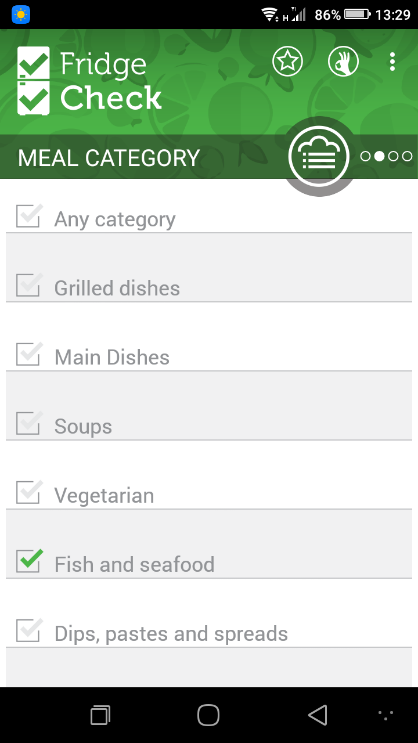 H 86% 13:29
Fridge
Check
MEAL CATEGORY
Any category
Grilled dishes
Main Dishes
Soups
Vegetarian
Fish and seafood
Dips, pastes and spreads